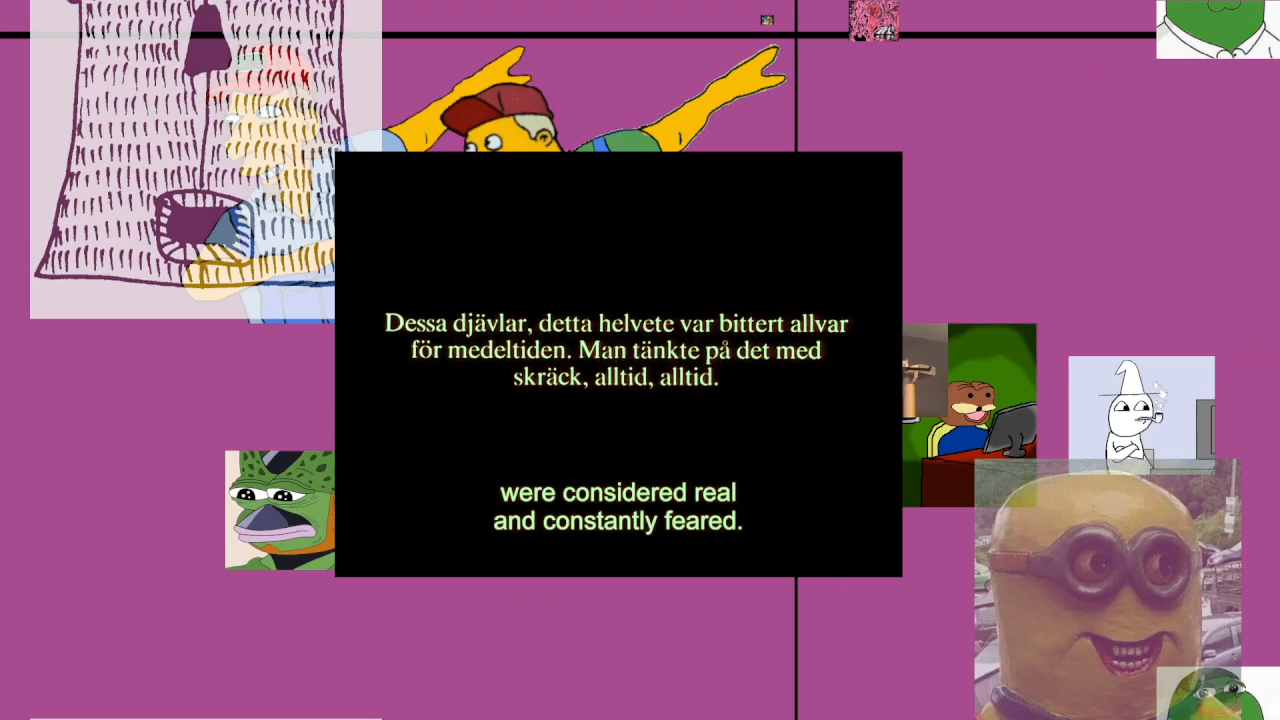 Dessa djävlar, detta helvete var bittert allvar
för medeltiden. Man tänkte på det med
skräck, alltid, alltid.
were considered real
and constantly feared.